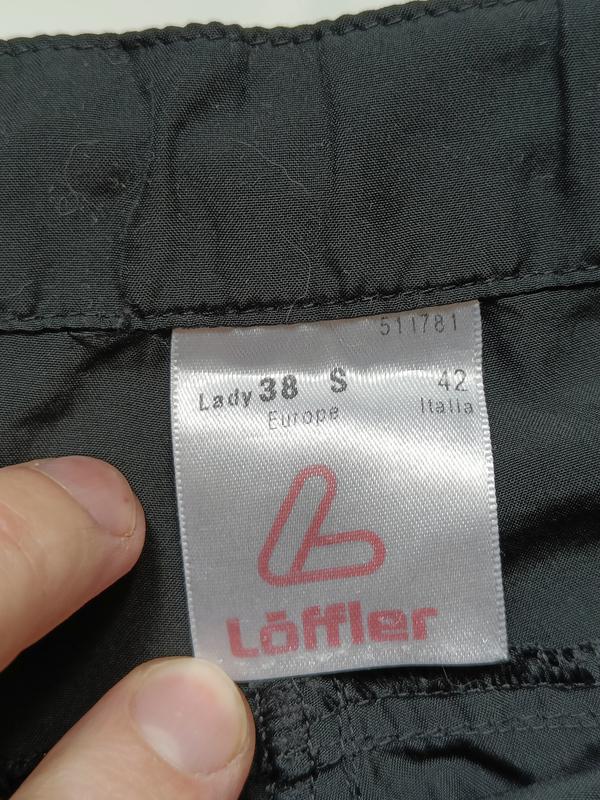 511781
Lady 38 S 42
Europe Italia
Löffler